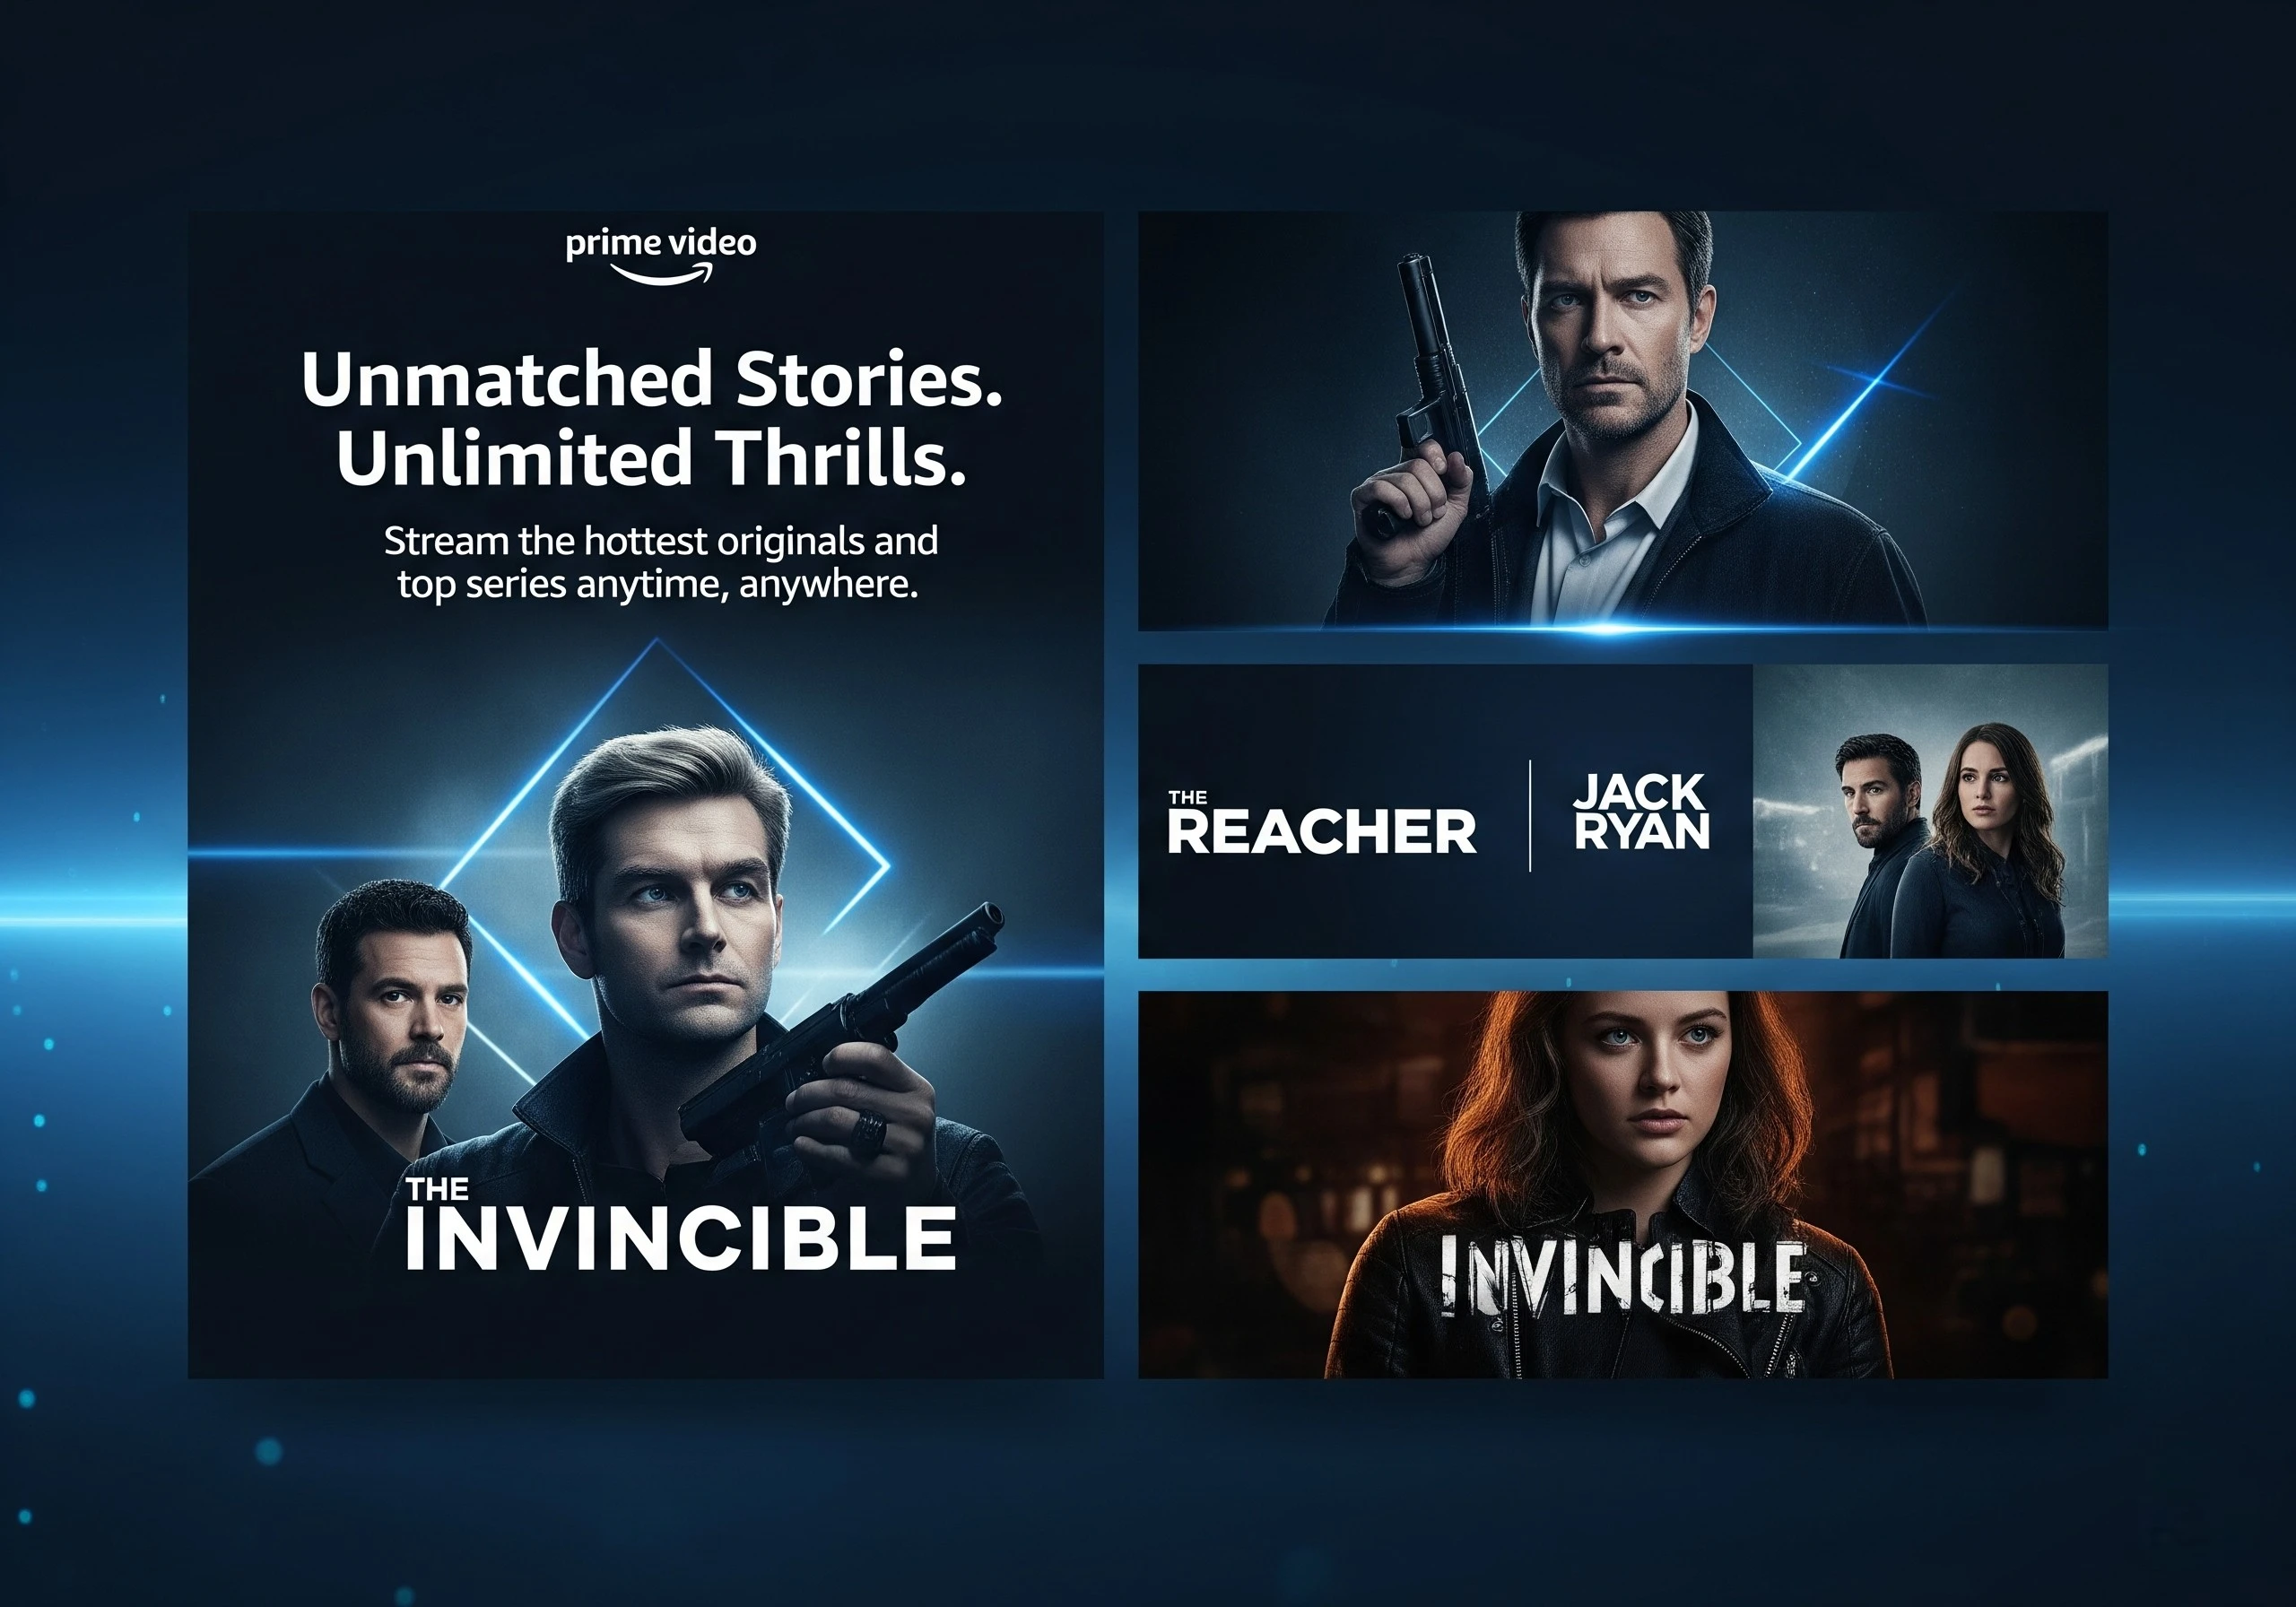 prime video
Unmatched Stories.
Unlimited Thrills.
Stream the hottest originals and
top series anytime, anywhere.
THE
INVINCIBLE
THE
REACHER
JACK
RYAN
INVINCIBLE